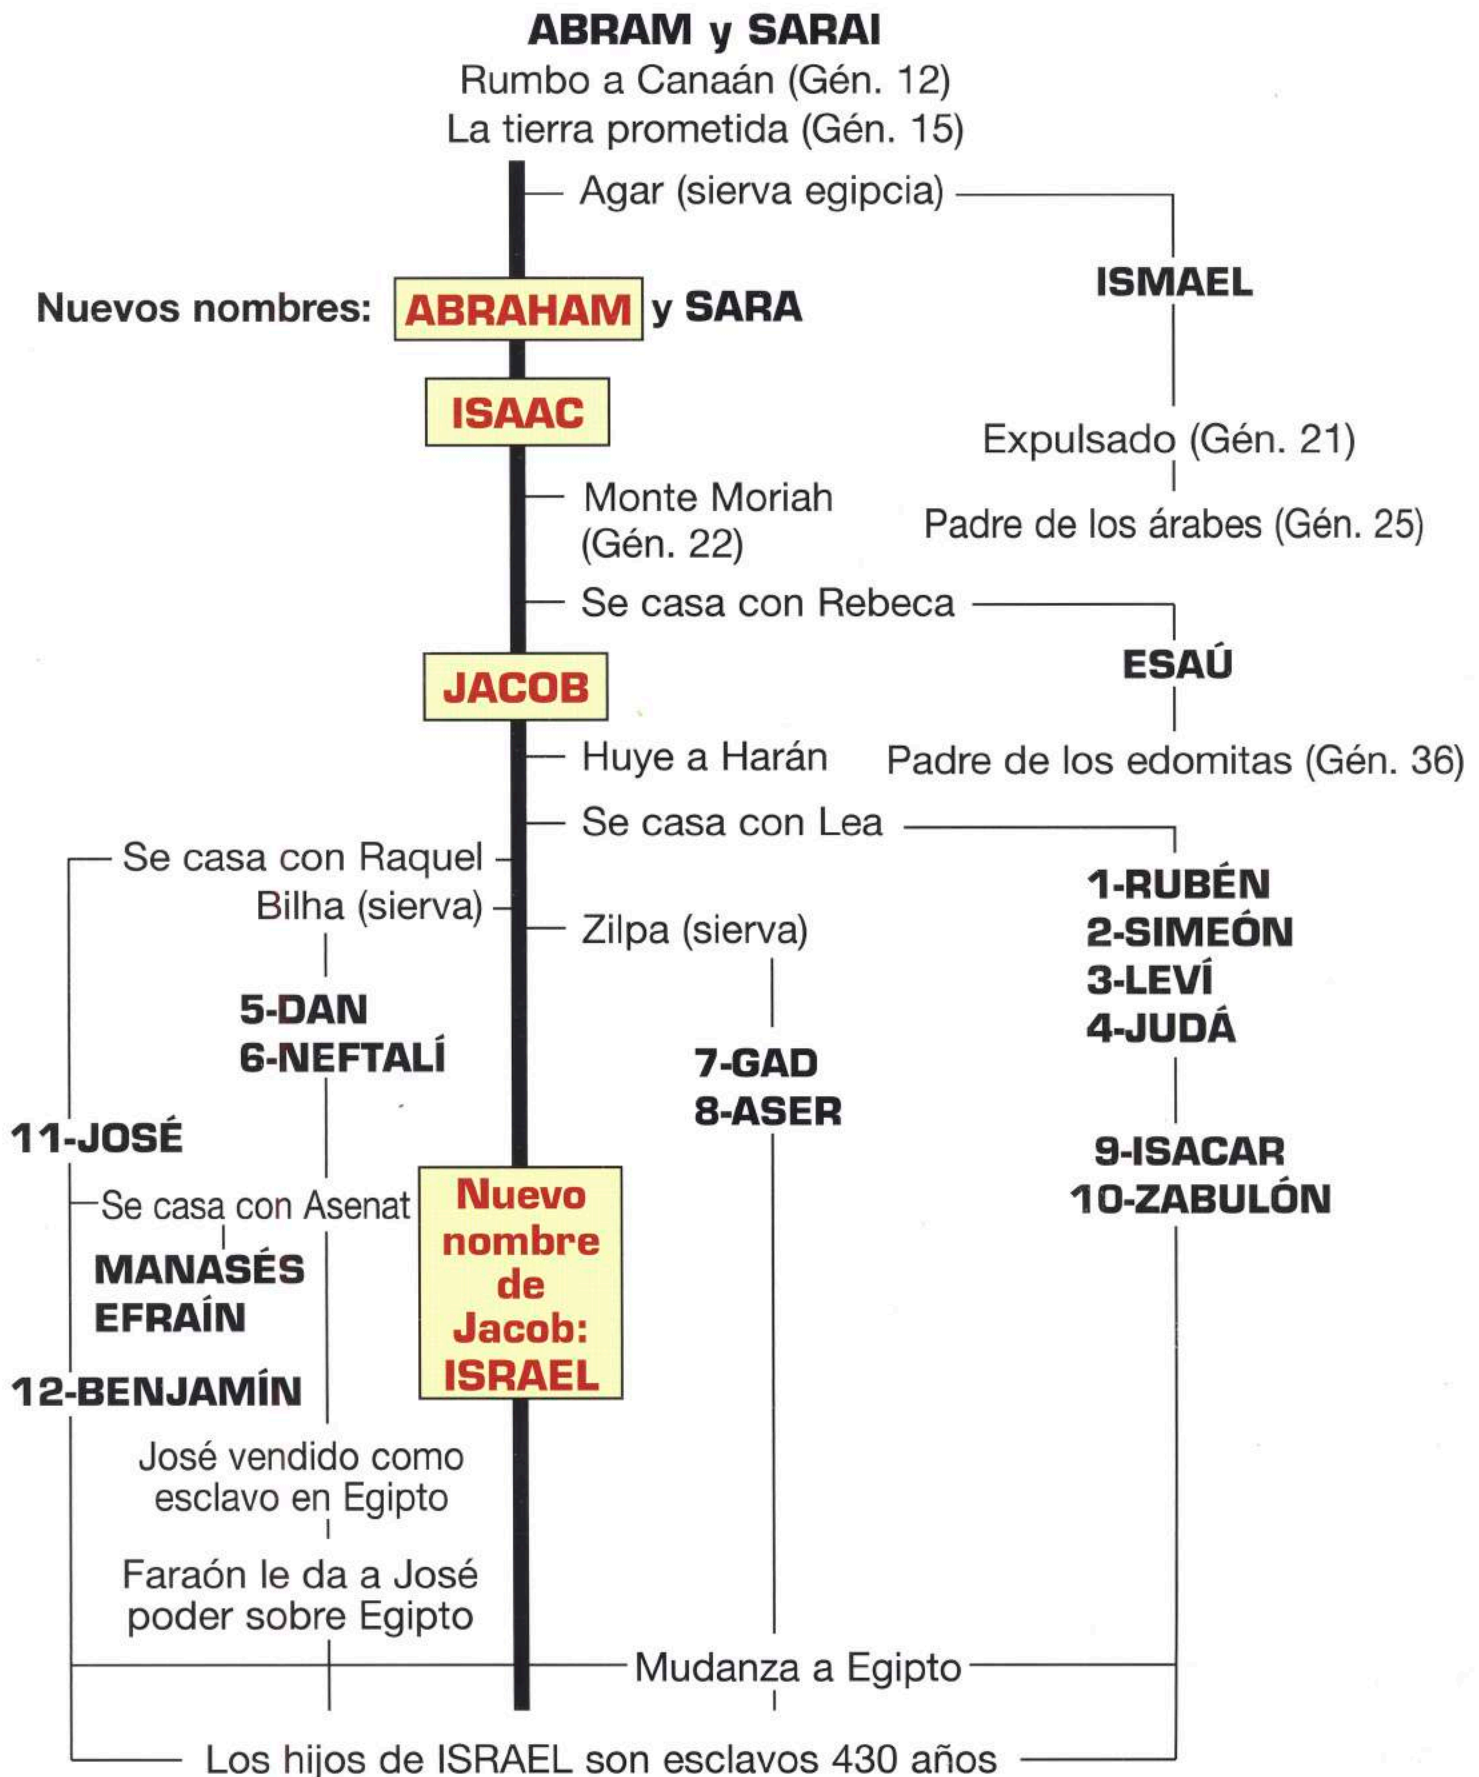 ABRAM y SARAI
Rumbo a Canaán (Gén. 12)
La tierra prometida (Gén. 15)
Agar (sierva egipcia)
ISMAEL
Nuevos nombres: ABRAHAM y SARA
ISAAC
Expulsado (Gén. 21)
Monte Moriah
(Gén. 22)
Padre de los árabes (Gén. 25)
Se casa con Rebeca
ESAÚ
JACOB
Huye a Harán
Padre de los edomitas (Gén. 36)
Se casa con Lea
Se casa con Raquel
Bilha (sierva)
Zilpa (sierva)
1-RUBÉN
2-SIMEÓN
3-LEVÍ
4-JUDÁ
5-DAN
6-NEFTALÍ
7-GAD
8-ASER
11-JOSÉ
9-ISACAR
10-ZABULÓN
Se casa con Asenat
MANASÉS
EFRAÍN
Nuevo
nombre
de
Jacob:
ISRAEL
12-BENJAMÍN
José vendido como
esclavo en Egipto
Faraón le da a José
poder sobre Egipto
Mudanza a Egipto
Los hijos de ISRAEL son esclavos 430 años